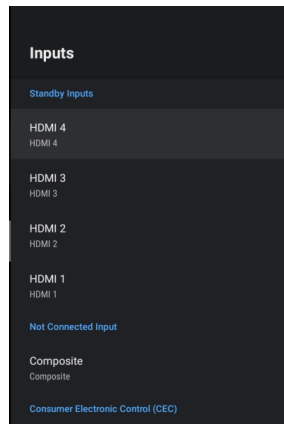 Inputs
Standby Inputs
HDMI 4
HDMI 4
HDMI 3
HDMI 3
HDMI 2
HDMI 2
HDMI 1
HDMI 1
Not Connected Input
Composite
Composite
Consumer Electronic Control (CEC)